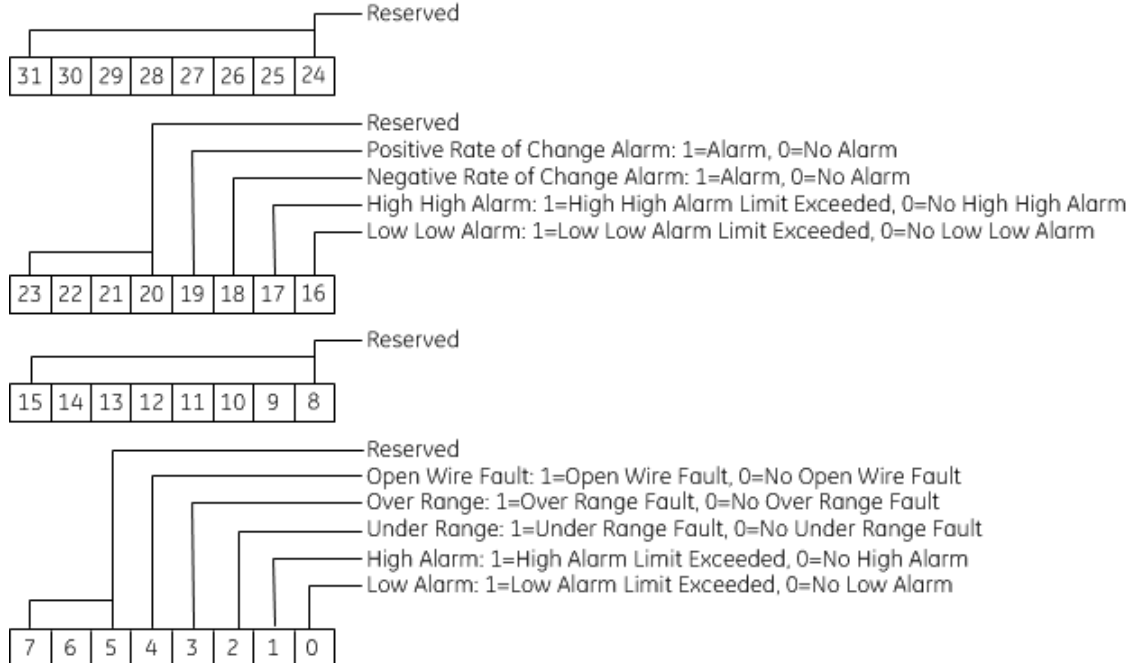 Reserved
31 30 29 28 27 26 25 24
Reserved
Positive Rate of Change Alarm: 1=Alarm, 0=No Alarm
Negative Rate of Change Alarm: 1=Alarm, 0=No Alarm
High High Alarm: 1=High High Alarm Limit Exceeded, 0=No High High Alarm
Low Low Alarm: 1=Low Low Alarm Limit Exceeded, 0=No Low Low Alarm
23 22 21 20 19 18 17 16
Reserved
15 14 13 12 11 10 9 8
Reserved
Open Wire Fault: 1=Open Wire Fault, 0=No Open Wire Fault
Over Range: 1=Over Range Fault, 0=No Over Range Fault
Under Range: 1=Under Range Fault, 0=No Under Range Fault
High Alarm: 1=High Alarm Limit Exceeded, 0=No High Alarm
Low Alarm: 1=Low Alarm Limit Exceeded, 0=No Low Alarm
7 6 5 4 3 2 1 0